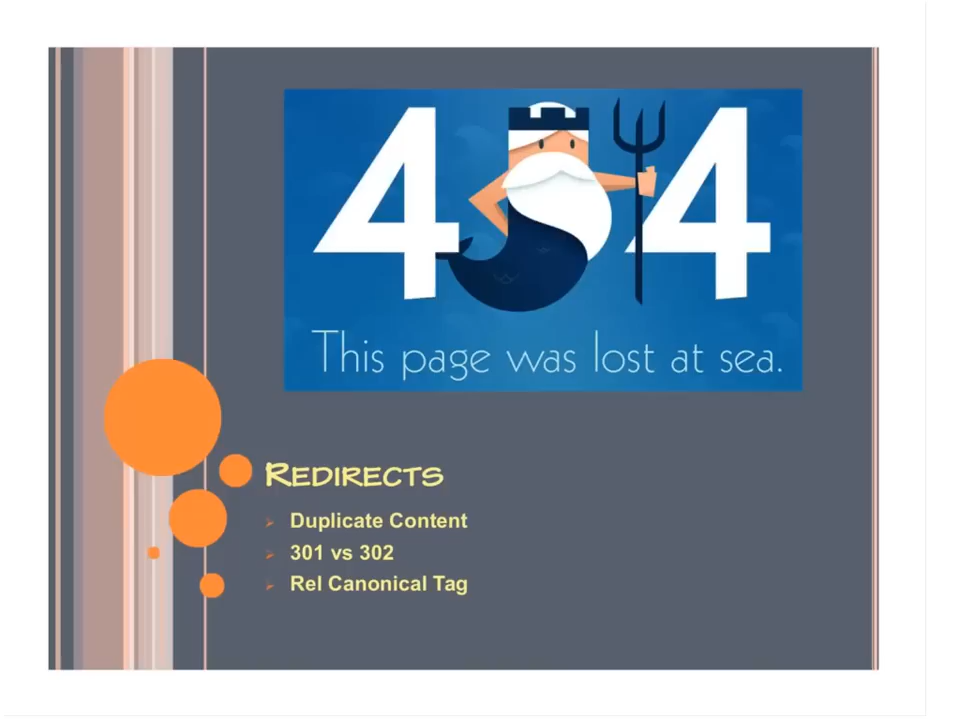 404
This page was lost at sea.
REDIRECTS
Duplicate Content
301 vs 302
Rel Canonical Tag